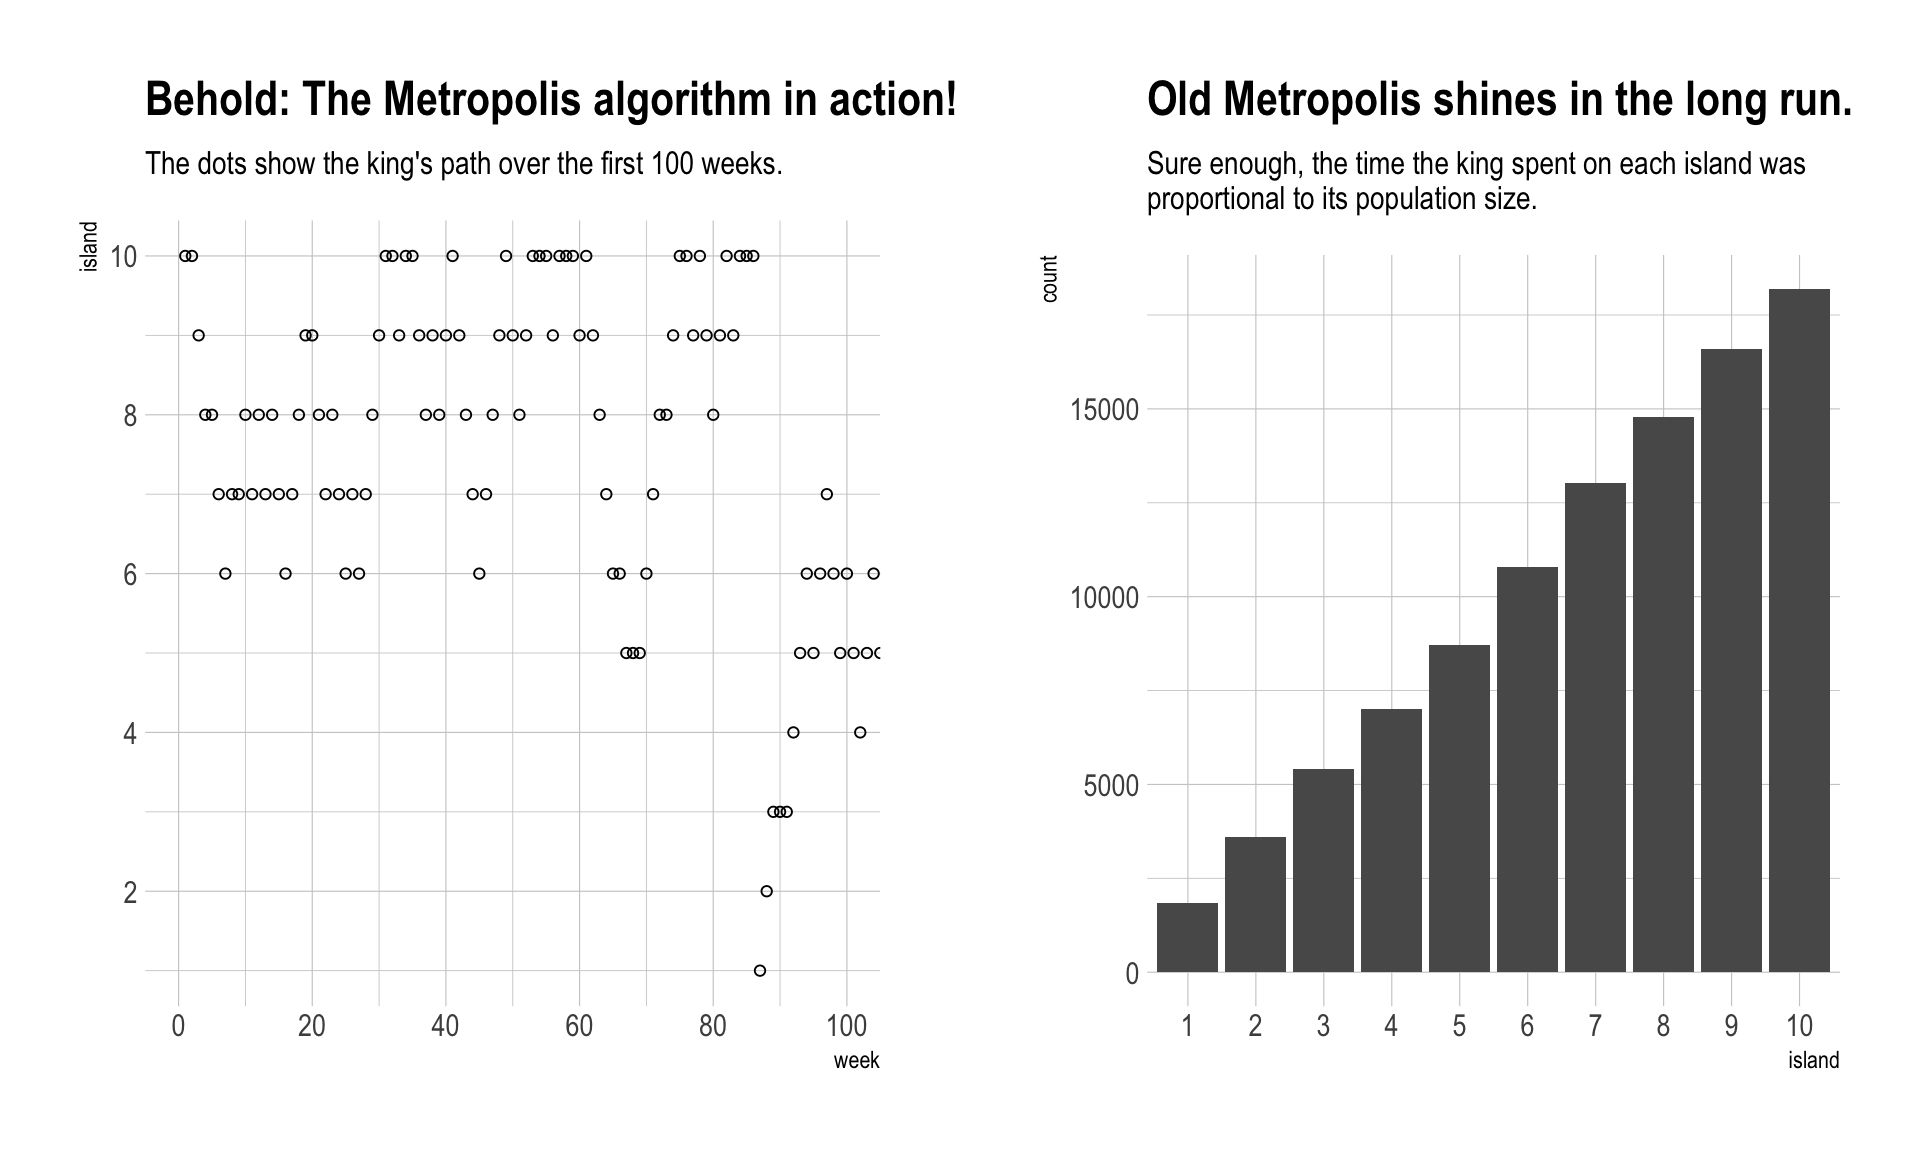 Behold: The Metropolis algorithm in action!
The dots show the king's path over the first 100 weeks.
island
10
8
6
4
2
0 20 40 60 80 100
week
Old Metropolis shines in the long run.
Sure enough, the time the king spent on each island was
proportional to its population size.
count
15000
10000
5000
0
1 2 3 4 5 6 7 8 9 10
island